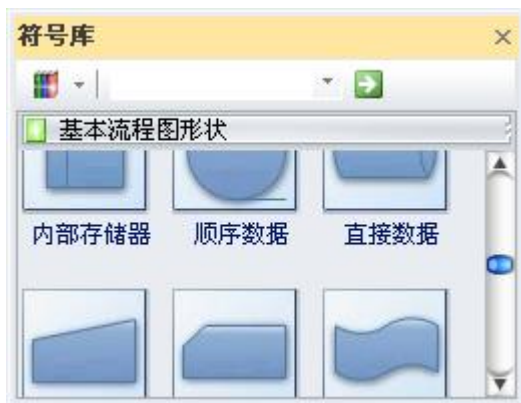 符号库
基本流程图形状
内部存储器 顺序数据 直接数据